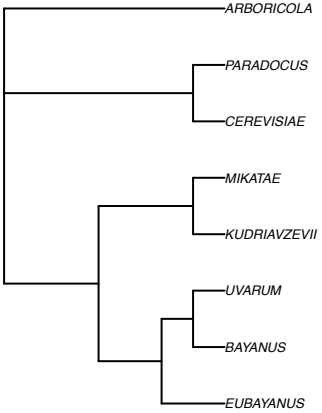 ARBORICOLA
PARADOCUS
CEREVISIAE
MIKATAE
KUDRIAVZEVII
UVARUM
BAYANUS
EUBAYANUS